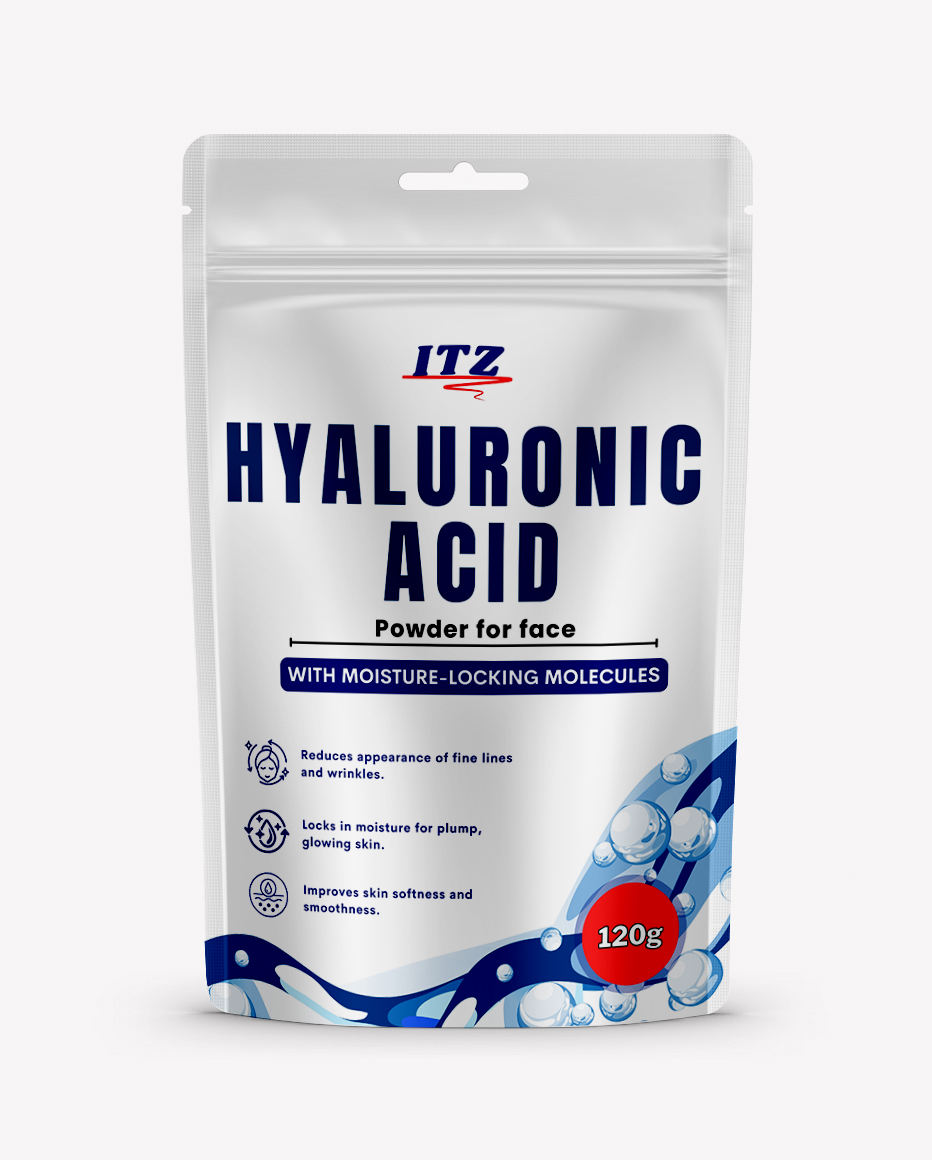 ITZ
HYALURONIC
ACID
Powder for face
WITH MOISTURE-LOCKING MOLECULES
Reduces appearance of fine lines
and wrinkles.
Locks in moisture for plump,
glowing skin.
Improves skin softness and
smoothness.
120g